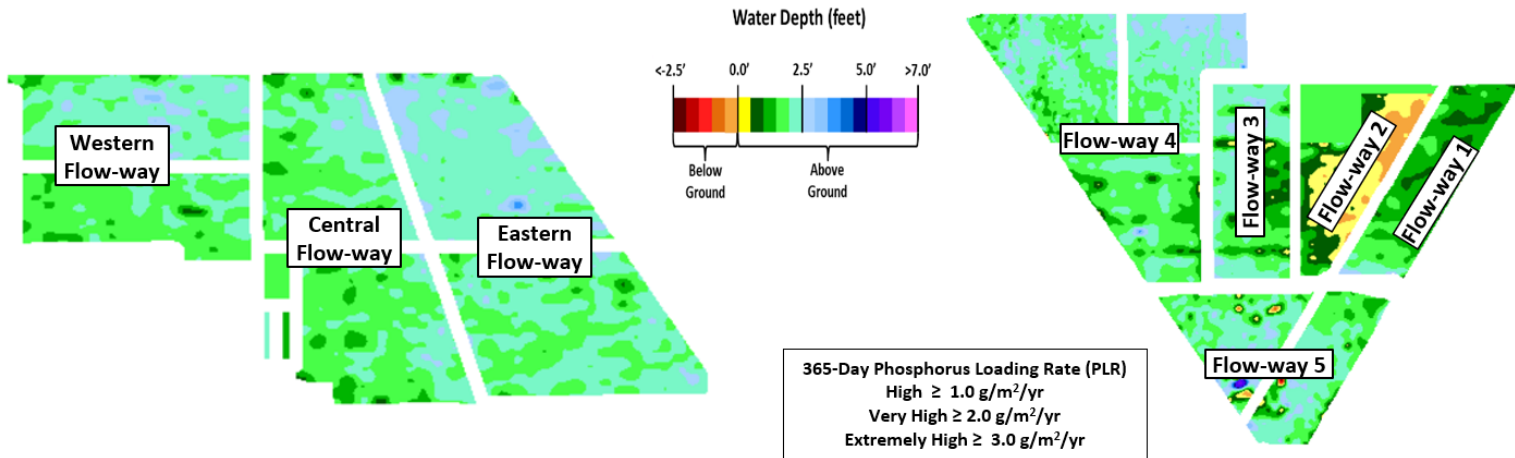 Water Depth (feet)
<-2.5' 0.0' 2.5' 5.0' >7.0'
Below
Ground
Above
Ground
Western
Flow-way
Central
Flow-way
Eastern
Flow-way
Flow-way 4
Flow-way 3
Flow-way 2
Flow-way 1
Flow-way 5
365-Day Phosphorus Loading Rate (PLR)
High ≥ 1.0 g/m²/yr
Very High ≥ 2.0 g/m²/yr
Extremely High ≥ 3.0 g/m²/yr